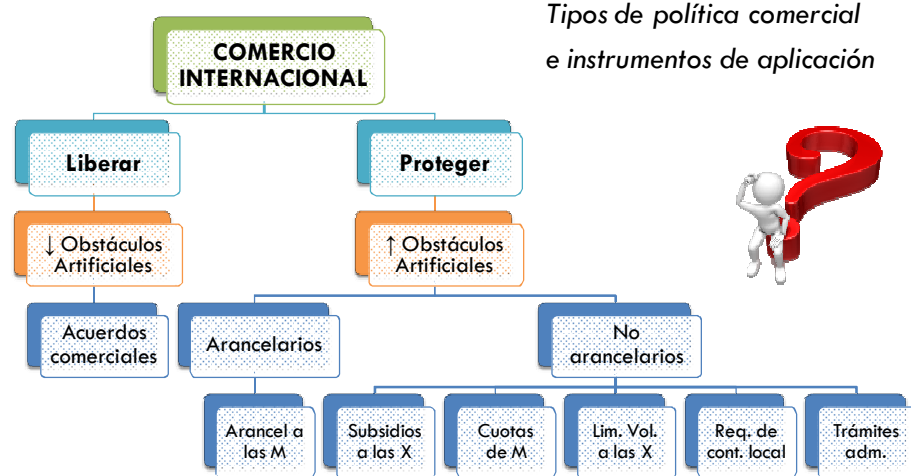 Tipos de política comercial
e instrumentos de aplicación
COMERCIO
INTERNACIONAL
Liberar
Proteger
↓ Obstáculos
Artificiales
↑ Obstáculos
Artificiales
Acuerdos
comerciales
Arancelarios
No
arancelarios
Arancel a
las M
Subsidios
a las X
Cuotas
de M
Lim. Vol.
a las X
Req. de
cont. local
Trámites
adm.